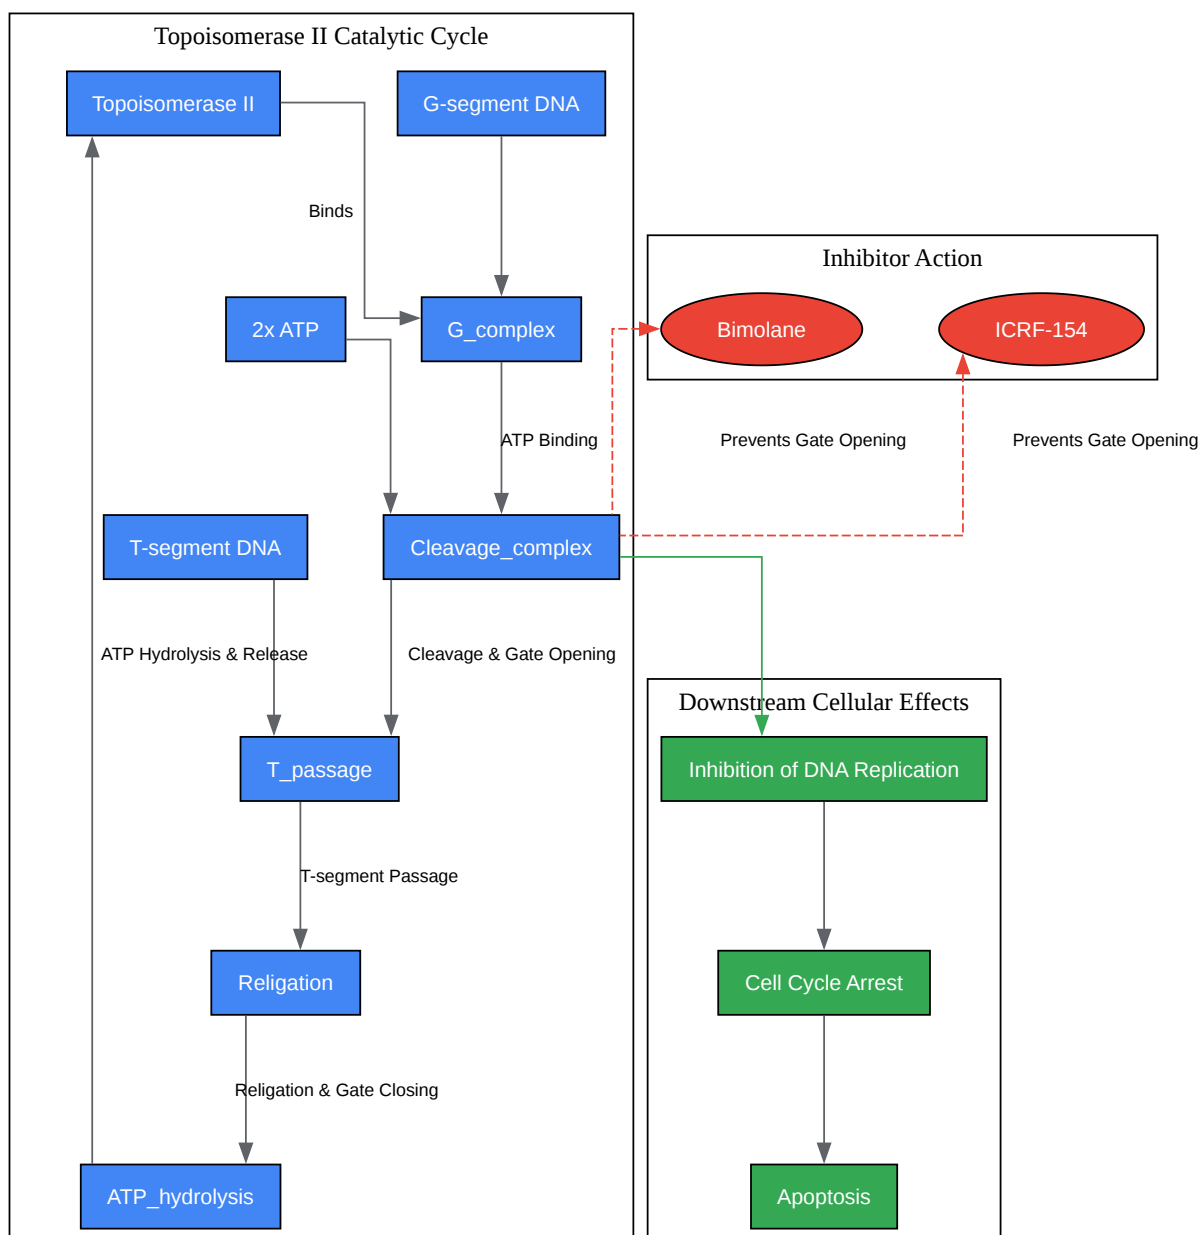 Topoisomerase II Catalytic Cycle
Topoisomerase II
G-segment DNA
Binds
Inhibitor Action
2x ATP
G_complex
Bimolane
ICRF-154
ATP Binding
Prevents Gate Opening
Prevents Gate Opening
T-segment DNA
Cleavage_complex
ATP Hydrolysis & Release
Cleavage & Gate Opening
Downstream Cellular Effects
T_passage
Inhibition of DNA Replication
T-segment Passage
Religation
Cell Cycle Arrest
Religation & Gate Closing
ATP_hydrolysis
Apoptosis